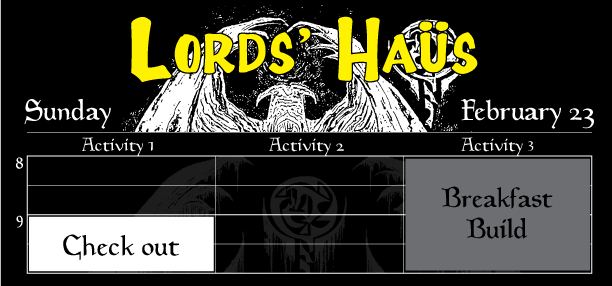 LORDS' HAÜS
Sunday February 23
Activity 1 Activity 2 Activity 3
8
Breakfast
Build
9
Check out